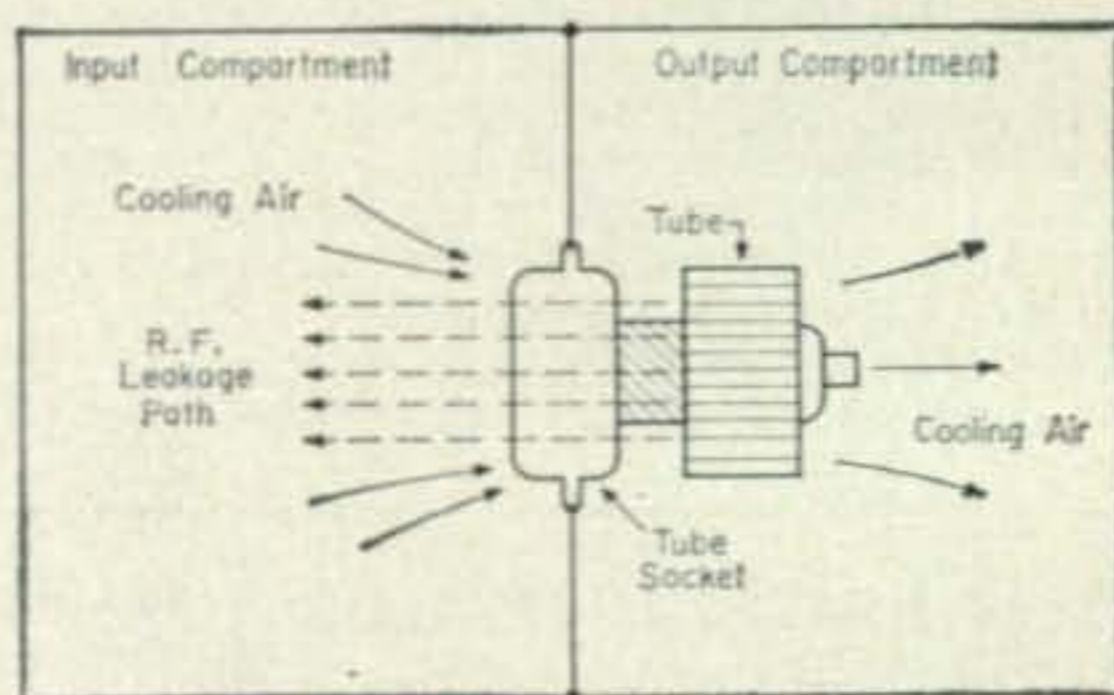 Input Compartment
Output Compartment
Cooling Air
Tube
R.F.
Leakage
Path
Cooling Air
Tube
Socket